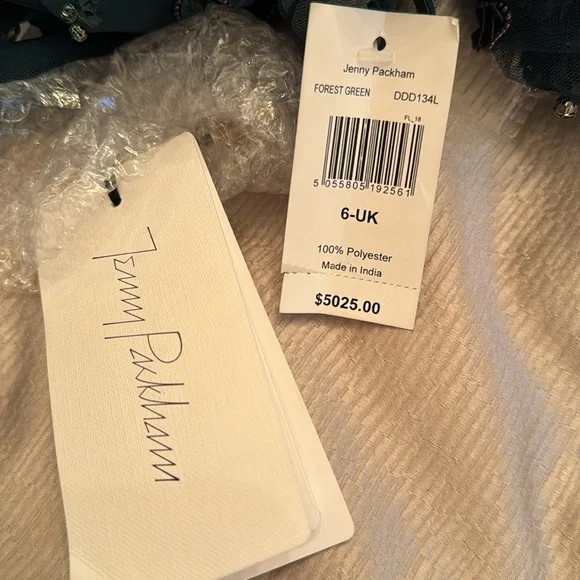 Jenny Packham
FOREST GREEN DDD134L
FL_18
5 055805 192561
6-UK
100% Polyester
Made in India
$5025.00
Jenny Packham